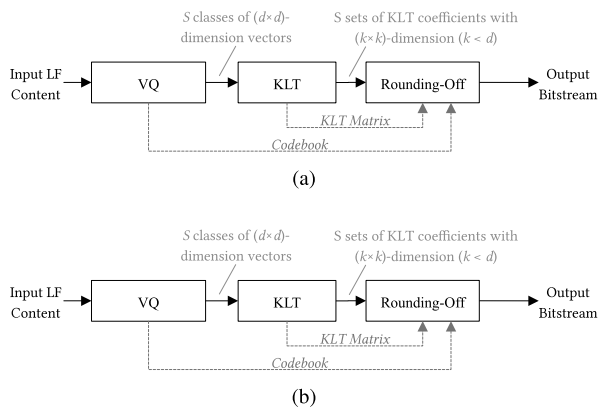 S classes of (d×d)-
dimension vectors
S sets of KLT coefficients with
(k×k)-dimension (k < d)
Input LF
Content
VQ
KLT
Rounding-Off
Output
Bitstream
KLT Matrix
Codebook
(a)
S classes of (d×d)-
dimension vectors
S sets of KLT coefficients with
(k×k)-dimension (k < d)
Input LF
Content
VQ
KLT
Rounding-Off
Output
Bitstream
KLT Matrix
Codebook
(b)